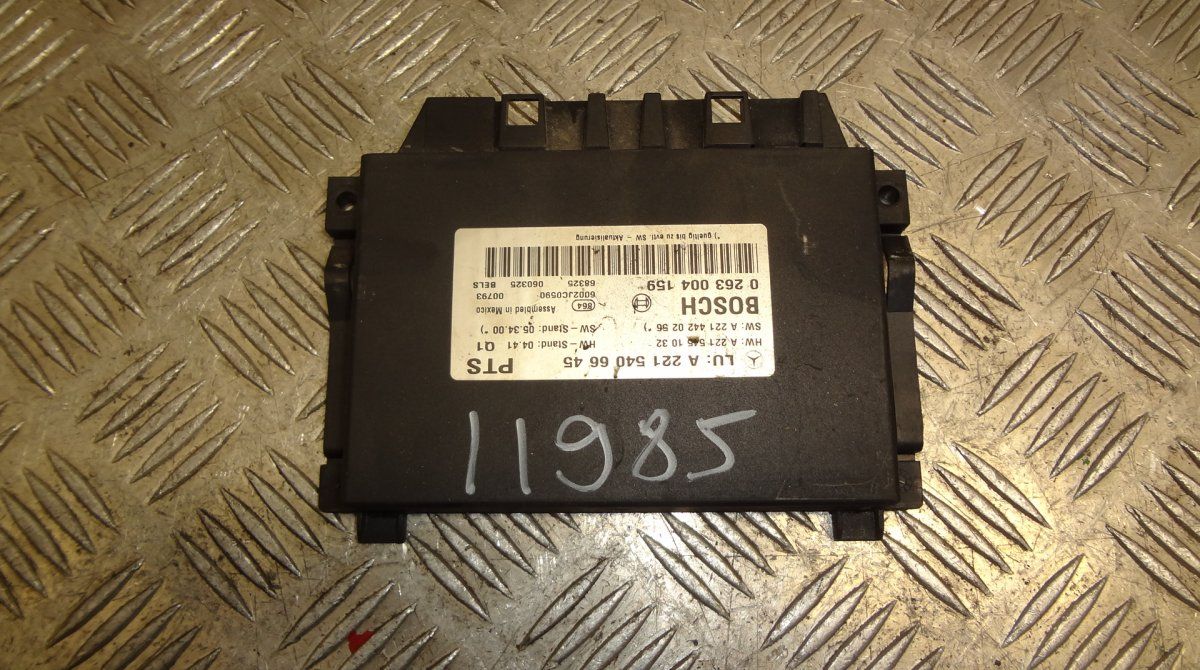 LU: A 221 540 66 45 PTS
HW: A 221 545 10 32 - HW-Stand: 04.41 Q1
SW: A 221 442 02 56 *) SW-Stand: 05.34.00 *)
BOSCH 864 Assembled in Mexico
6002JC0590 00793
0 263 004 159 68325 060325 BELS
*) gueltig bis zu evtl. SW - Aktualisierung
11985